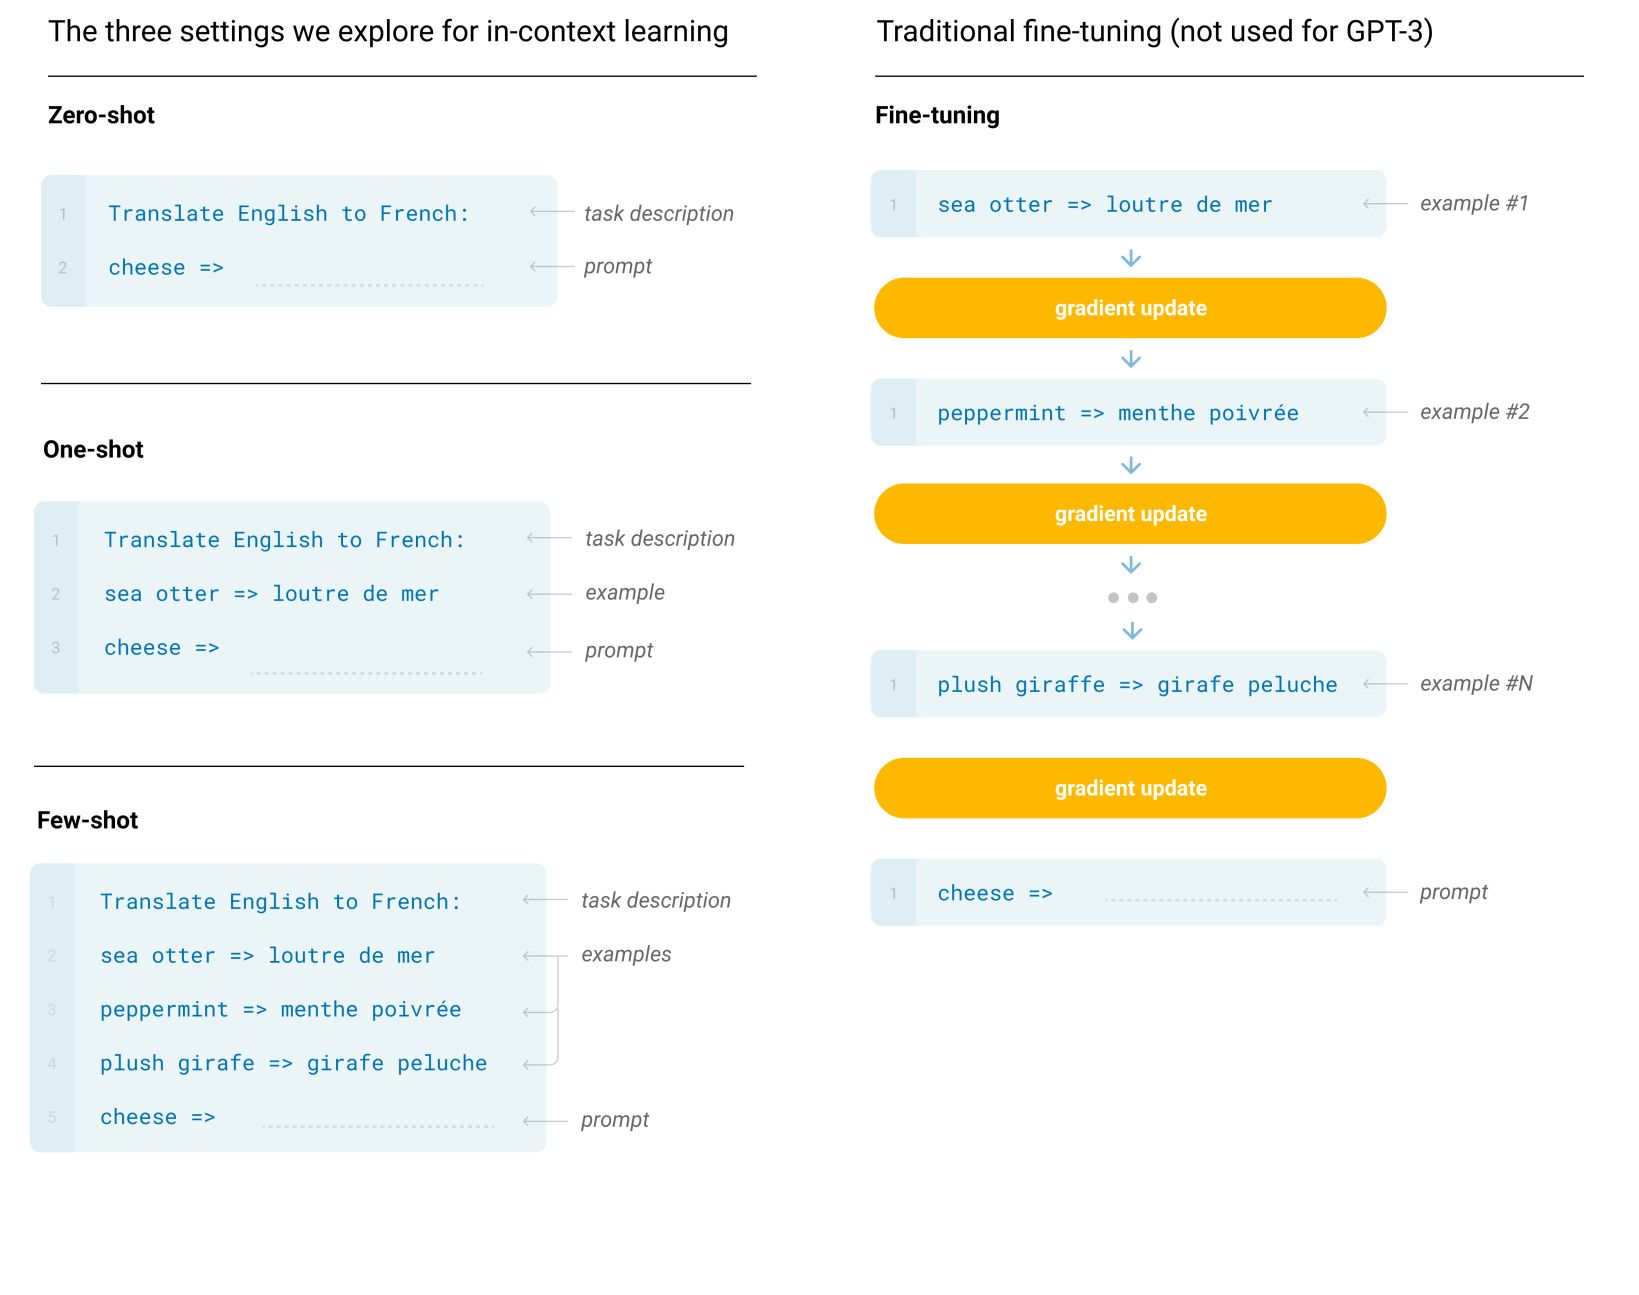 The three settings we explore for in-context learning
Zero-shot
1 Translate English to French: task description
2 cheese => prompt
One-shot
1 Translate English to French: task description
2 sea otter => loutre de mer example
3 cheese => prompt
Few-shot
1 Translate English to French: task description
2 sea otter => loutre de mer examples
3 peppermint => menthe poivrée
4 plush girafe => girafe peluche
5 cheese => prompt
Traditional fine-tuning (not used for GPT-3)
Fine-tuning
1 sea otter => loutre de mer example #1
gradient update
1 peppermint => menthe poivrée example #2
gradient update
1 plush giraffe => girafe peluche example #N
gradient update
1 cheese => prompt